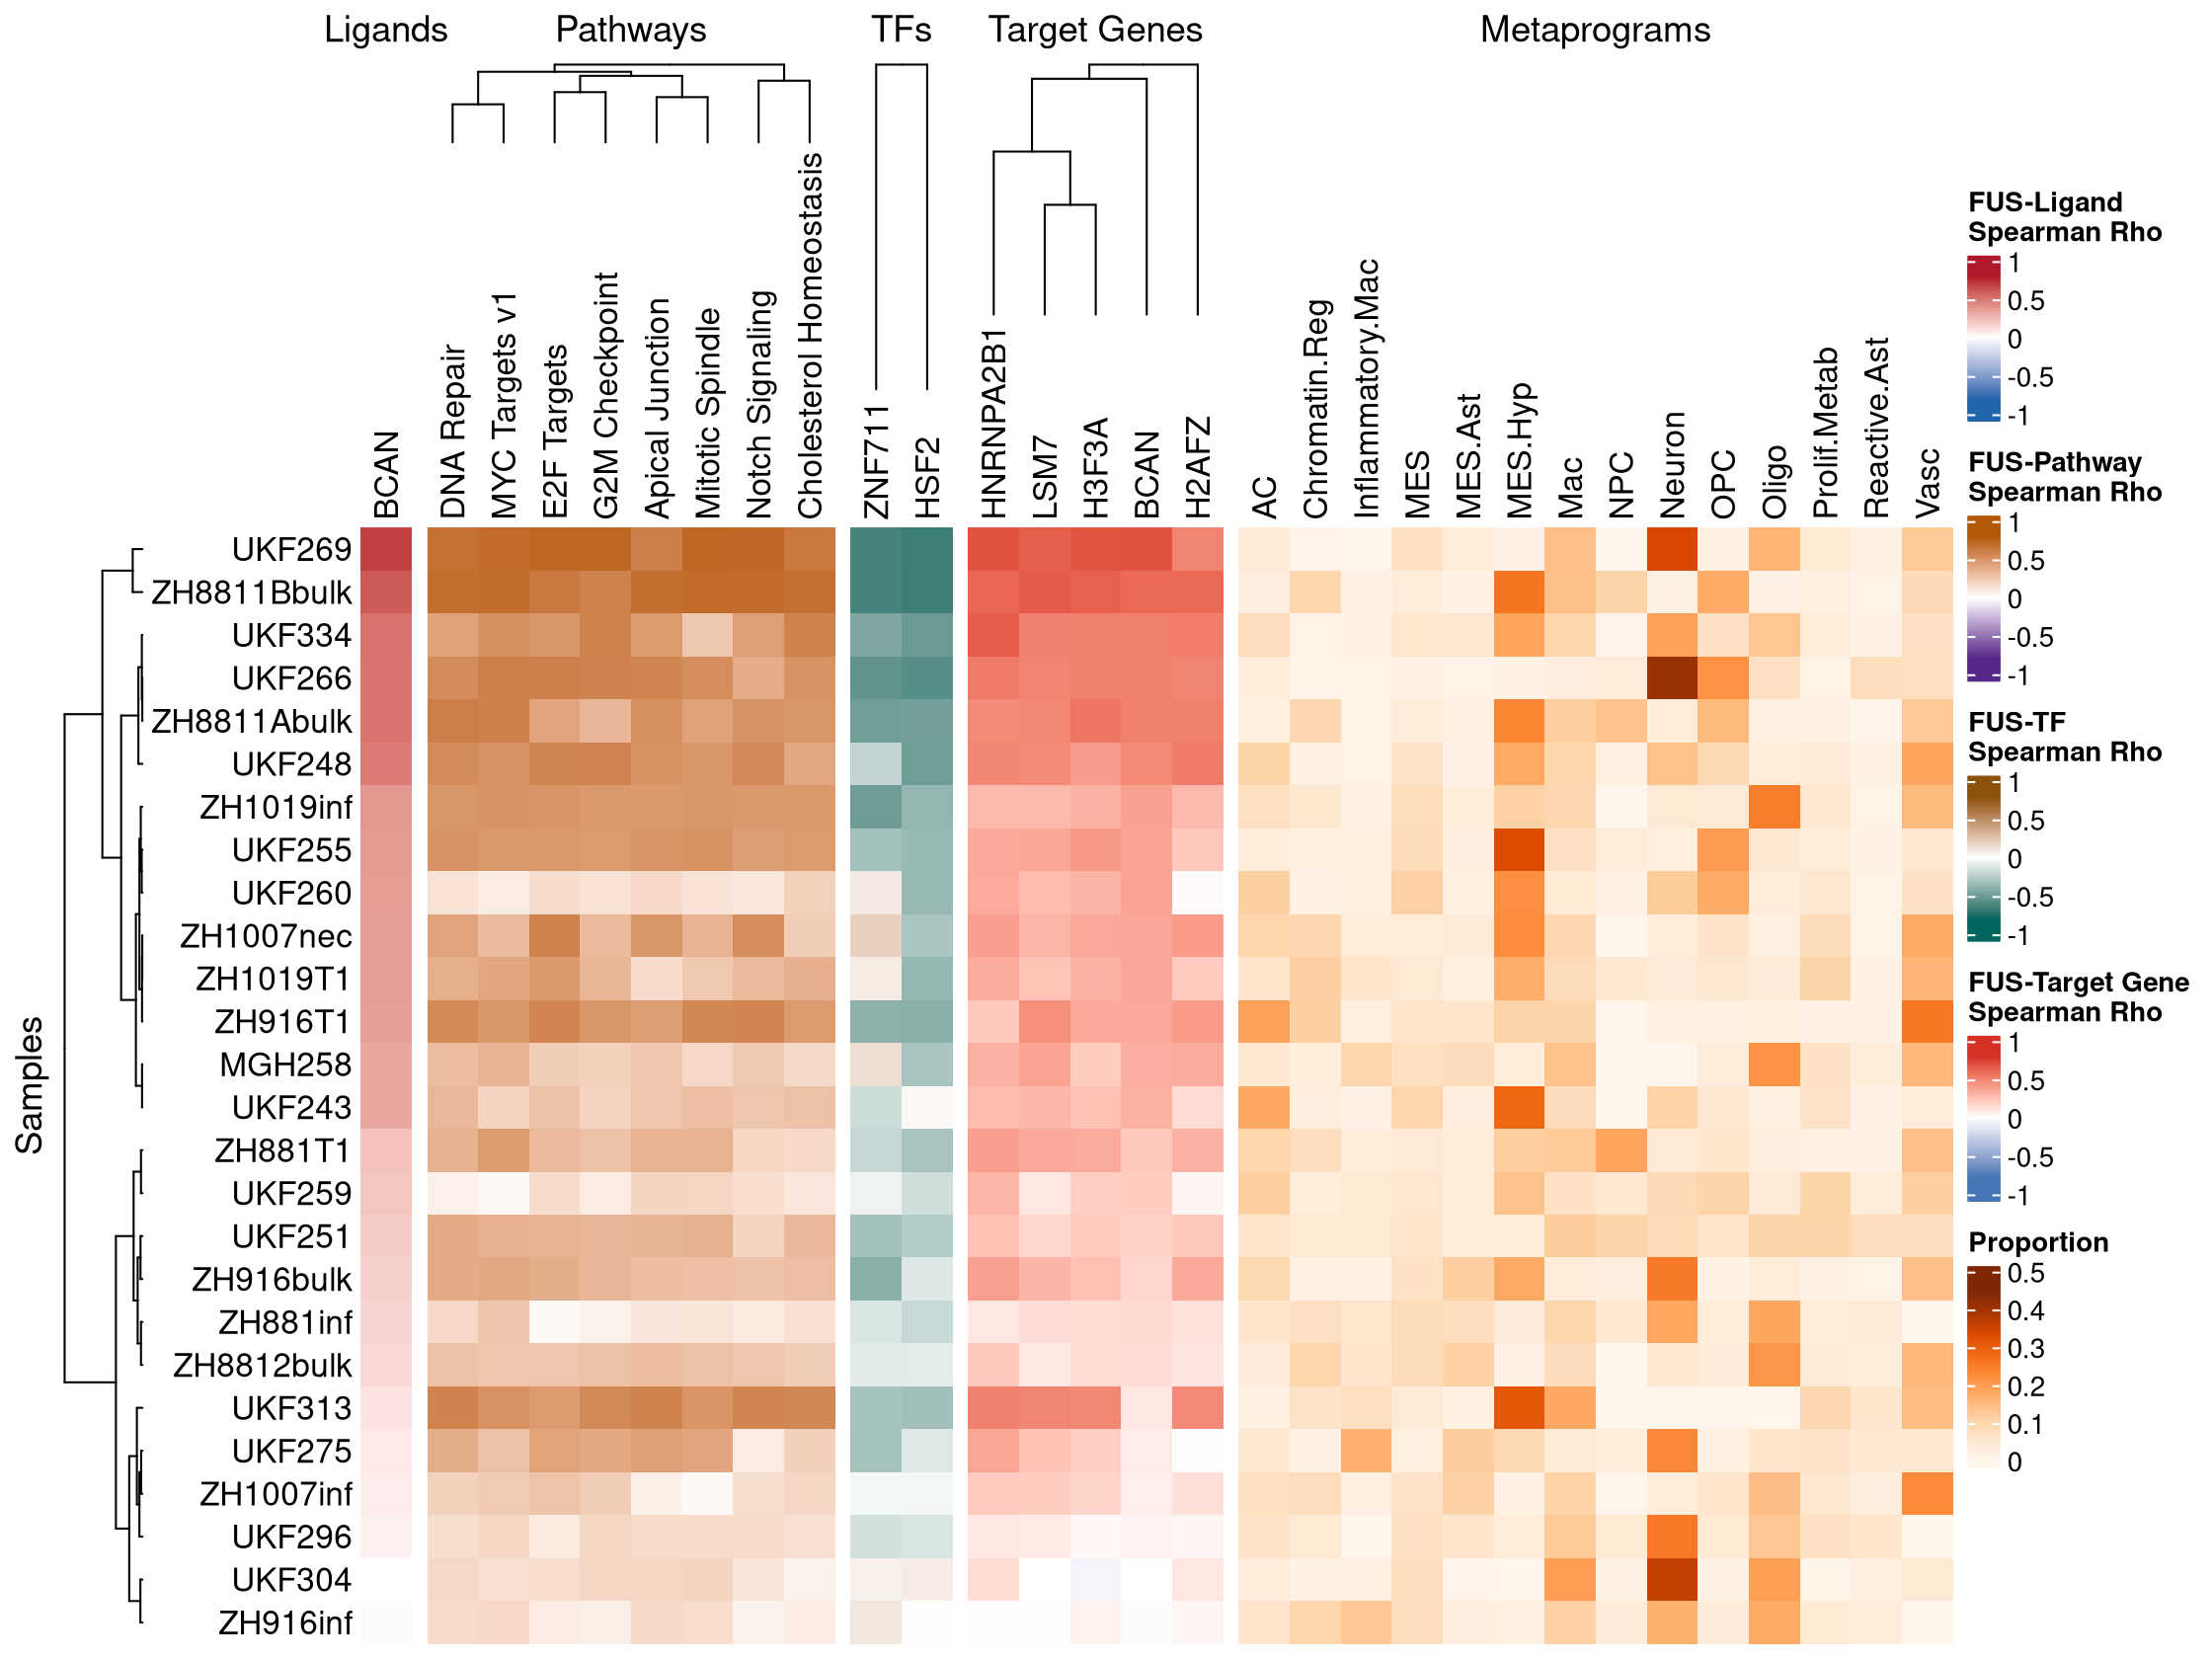 Ligands
Pathways
TFs
Target Genes
Metaprograms
BCAN
DNA Repair
MYC Targets v1
E2F Targets
G2M Checkpoint
Apical Junction
Mitotic Spindle
Notch Signaling
Cholesterol Homeostasis
ZNF711
HSF2
HNRNPA2B1
LSM7
H3F3A
BCAN
H2AFZ
AC
Chromatin.Reg
Inflammatory.Mac
MES
MES.Ast
MES.Hyp
Mac
NPC
Neuron
OPC
Oligo
Prolif.Metab
Reactive.Ast
Vasc
Samples
UKF269
ZH8811Bbulk
UKF334
UKF266
ZH8811Abulk
UKF248
ZH1019inf
UKF255
UKF260
ZH1007nec
ZH1019T1
ZH916T1
MGH258
UKF243
ZH881T1
UKF259
UKF251
ZH916bulk
ZH881inf
ZH8812bulk
UKF313
UKF275
ZH1007inf
UKF296
UKF304
ZH916inf
FUS-Ligand
Spearman Rho
1
0.5
0
-0.5
-1
FUS-Pathway
Spearman Rho
1
0.5
0
-0.5
-1
FUS-TF
Spearman Rho
1
0.5
0
-0.5
-1
FUS-Target Gene
Spearman Rho
1
0.5
0
-0.5
-1
Proportion
0.5
0.4
0.3
0.2
0.1
0